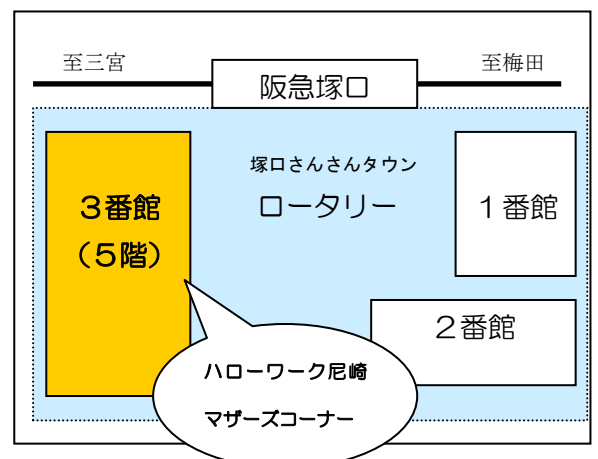 至三宮
至梅田
阪急塚口
塚口さんさんタウン
３番館
ロータリー
１番館
（５階）
２番館
ハローワーク尼崎
マザーズコーナー